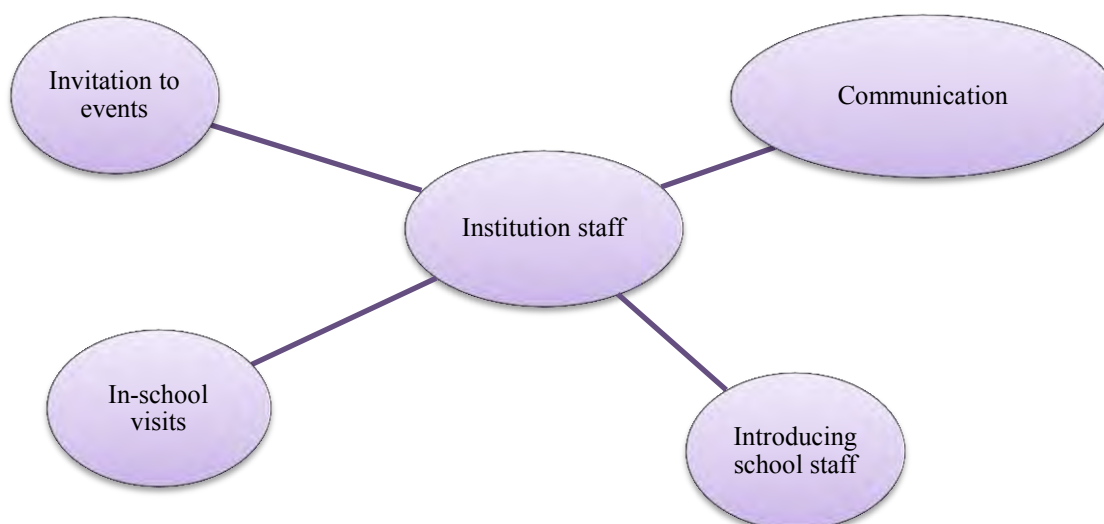 Invitation to
events
Communication
Institution staff
In-school
visits
Introducing
school staff